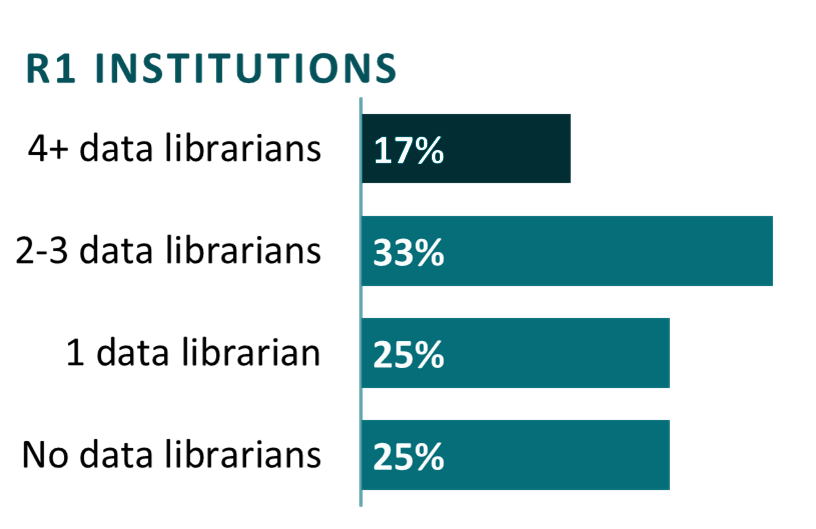 R1 INSTITUTIONS
4+ data librarians 17%
2-3 data librarians 33%
1 data librarian 25%
No data librarians 25%